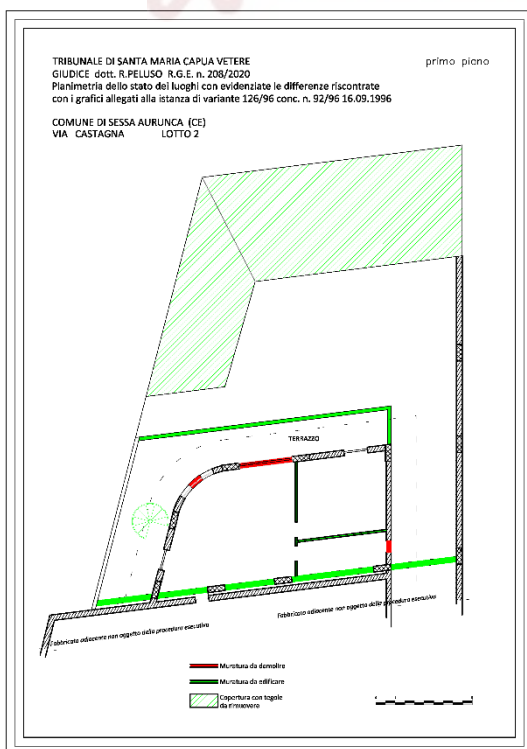 TRIBUNALE DI SANTA MARIA CAPUA VETERE
GIUDICE dott. R.PELUSO R.G.E. n. 208/2020
Planimetria dello stato dei luoghi con evidenziate le differenze riscontrate
con i grafici allegati alla istanza di variante 126/96 conc. n. 92/96 16.09.1996
primo piano
COMUNE DI SESSA AURUNCA (CE)
VIA CASTAGNA LOTTO 2
TERRAZZO
Fabbricato adiacente non oggetto della procedura esecutiva
Fabbricato adiacente non oggetto della procedura esecutiva
Muratura da demolire
Muratura da edificare
Copertura con tegole
da rimuovere